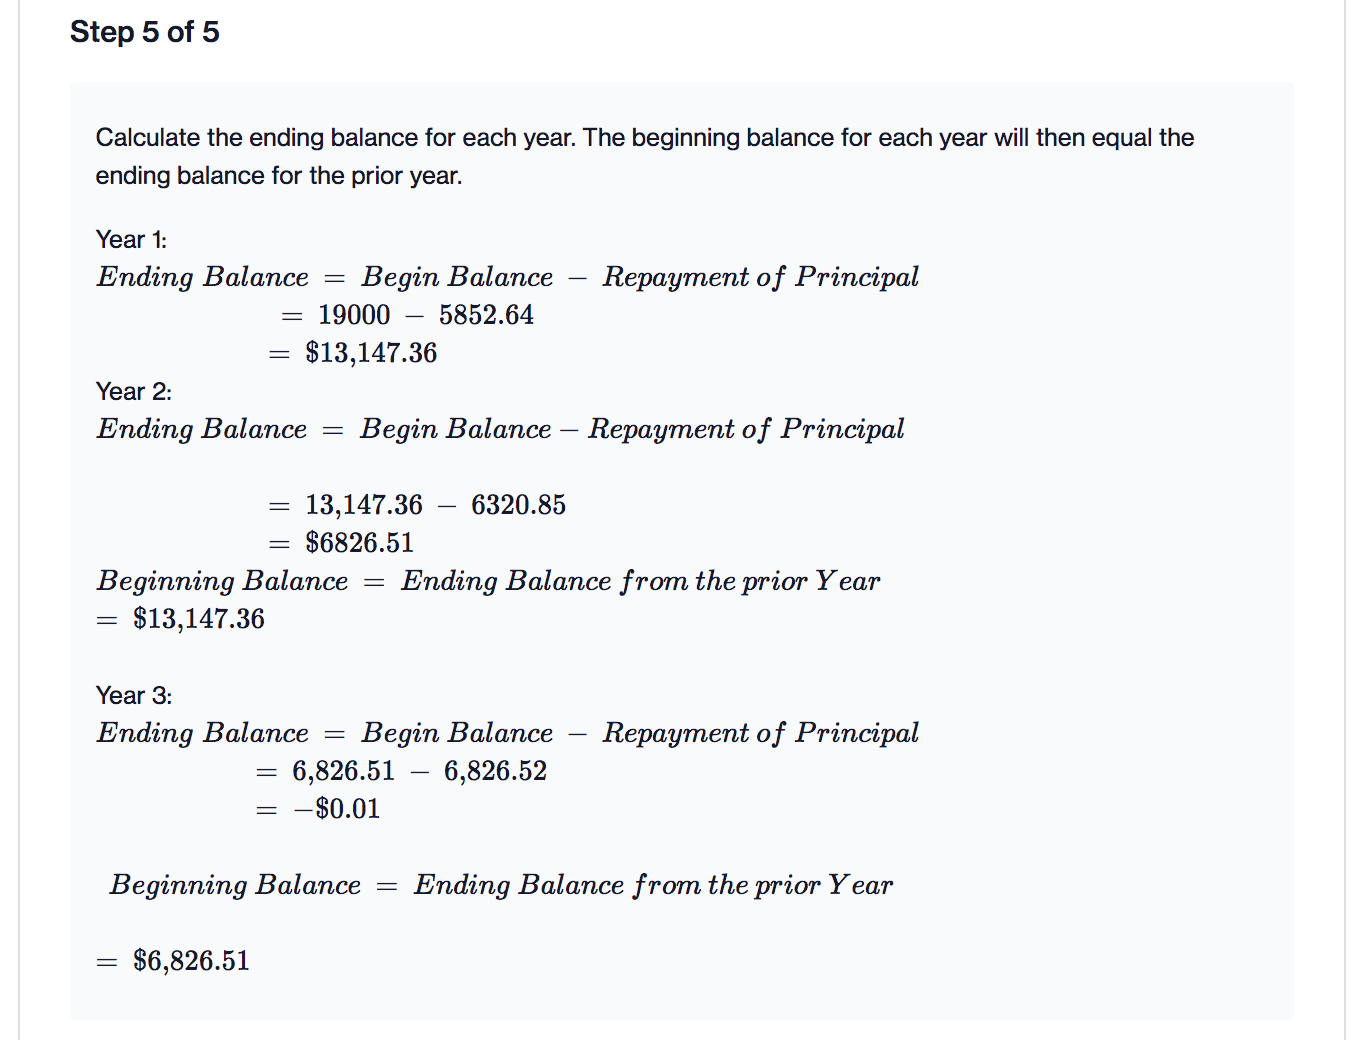 Step 5 of 5
Calculate the ending balance for each year. The beginning balance for each year will then equal the
ending balance for the prior year.
Year 1:
Ending Balance = Begin Balance − Repayment of Principal
= 19000 − 5852.64
= $13,147.36
Year 2:
Ending Balance = Begin Balance − Repayment of Principal
= 13,147.36 − 6320.85
= $6826.51
Beginning Balance = Ending Balance from the prior Year
= $13,147.36
Year 3:
Ending Balance = Begin Balance − Repayment of Principal
= 6,826.51 − 6,826.52
= −$0.01
Beginning Balance = Ending Balance from the prior Year
= $6,826.51